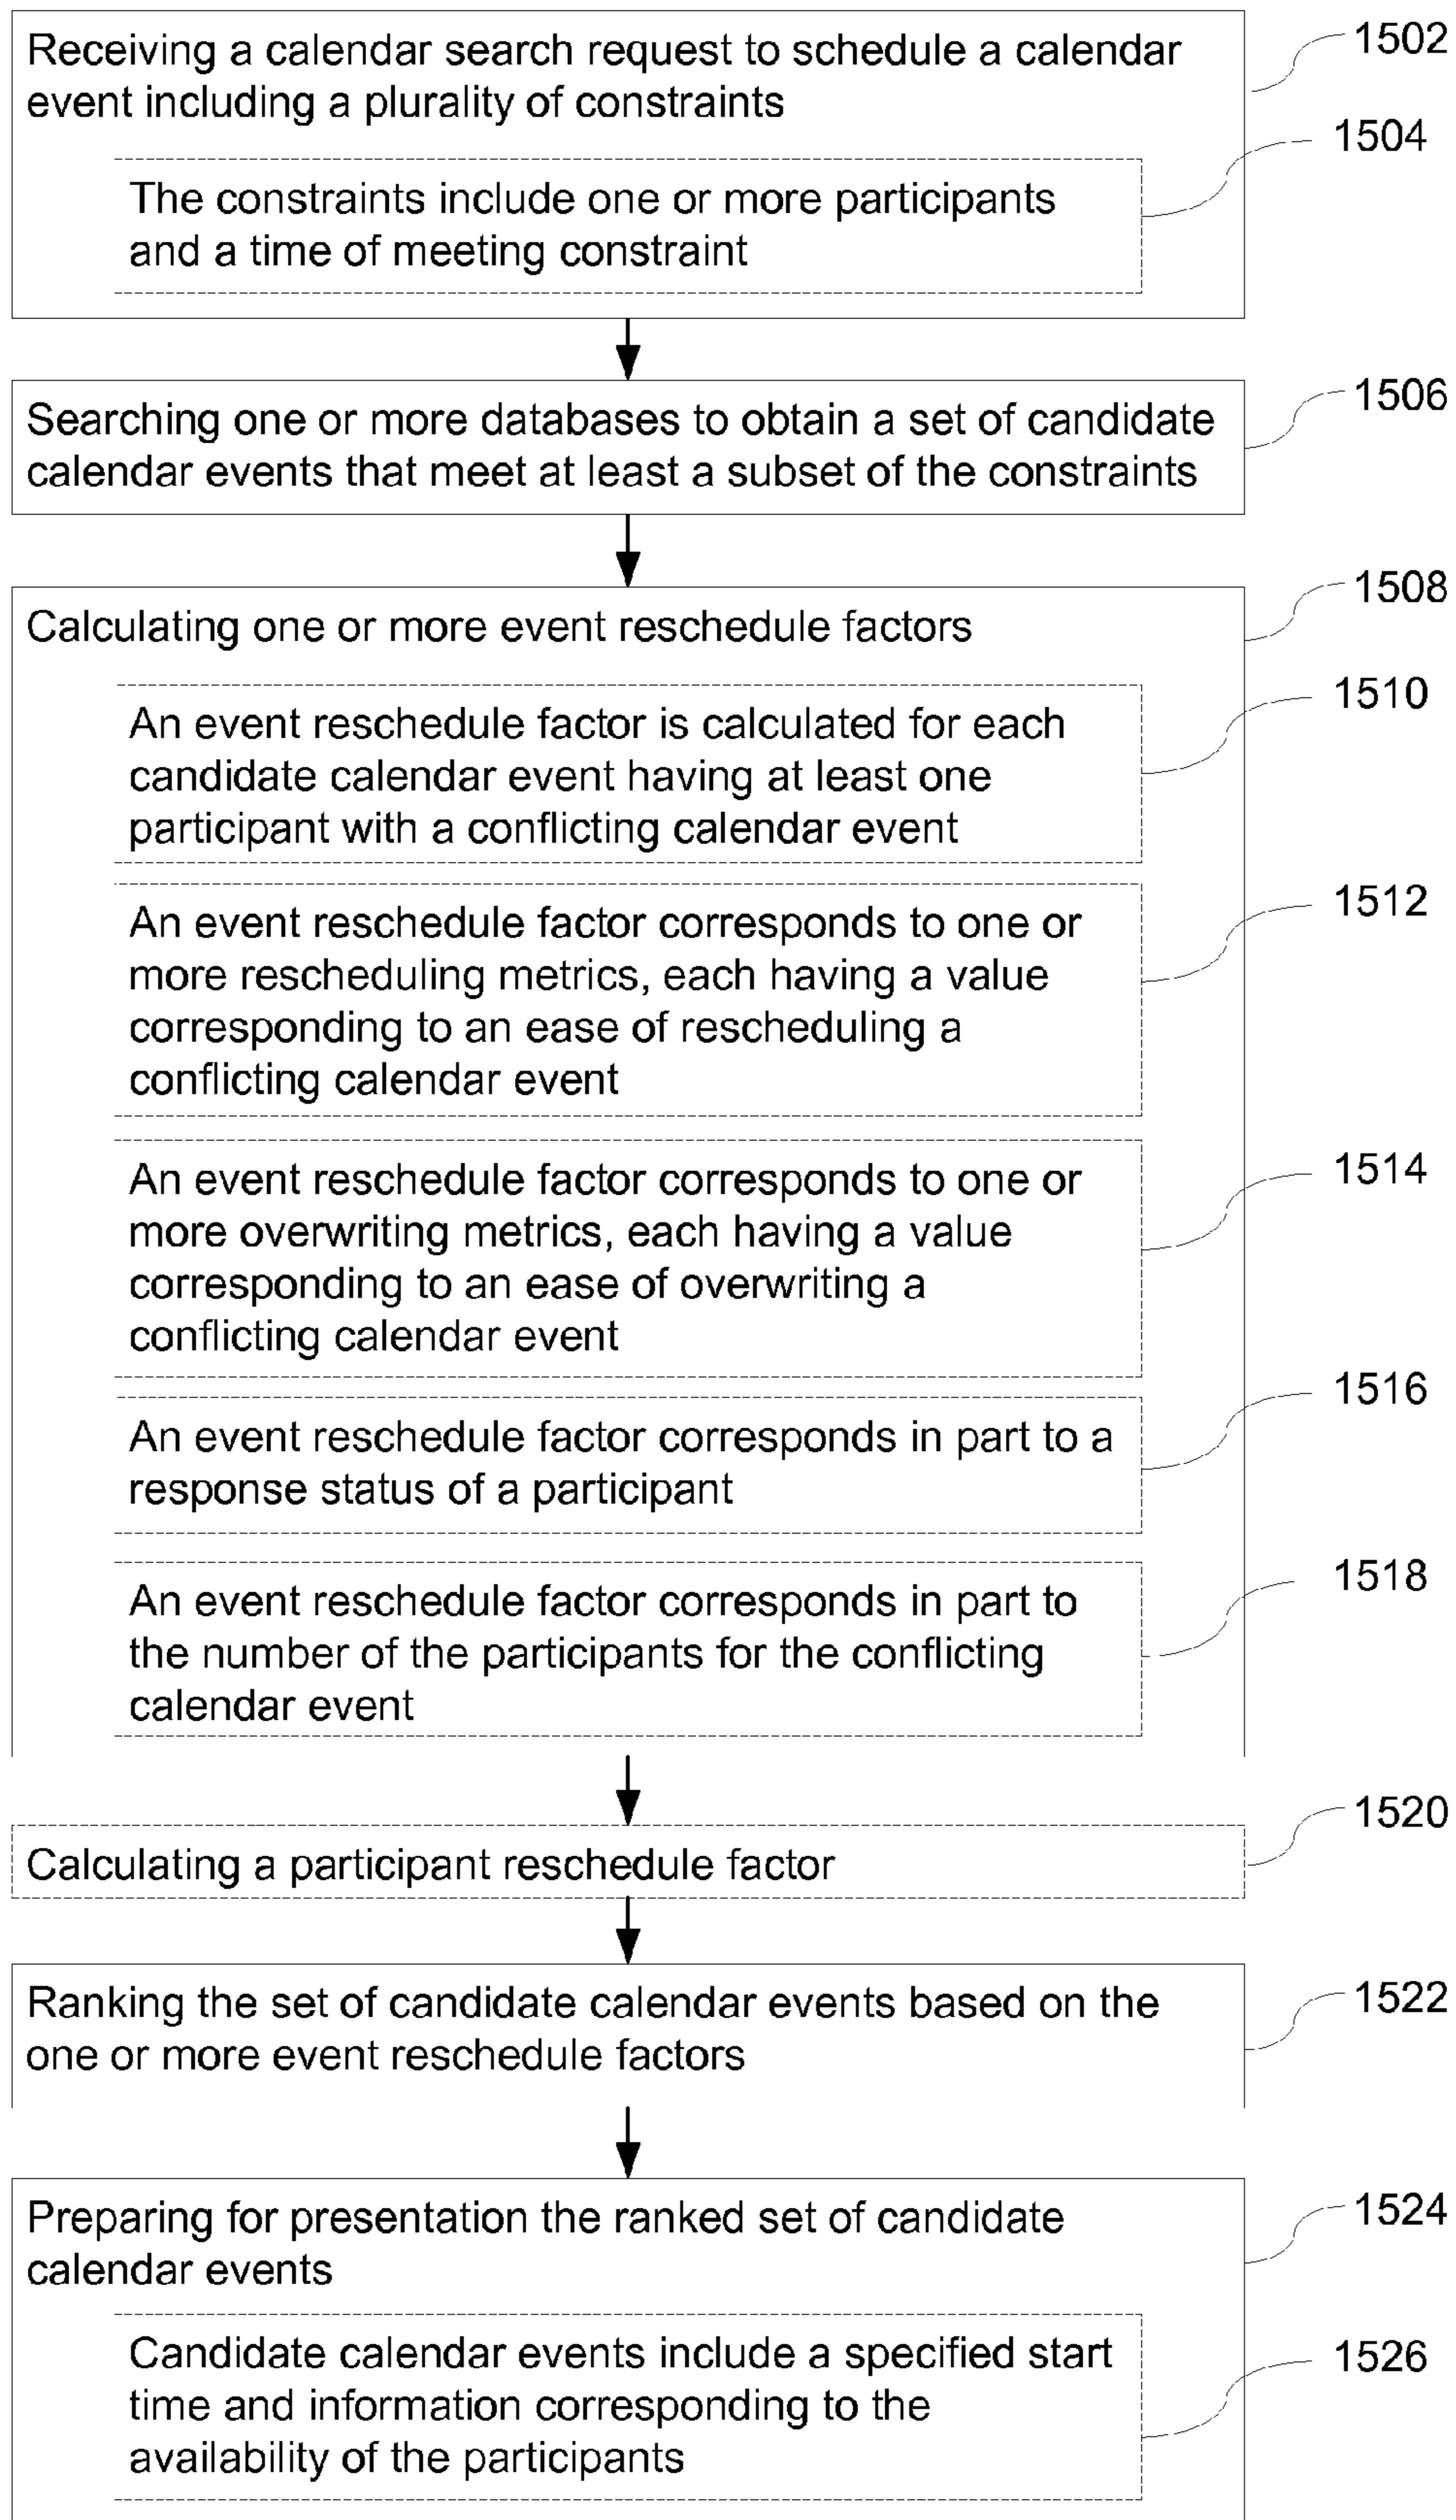 Receiving a calendar search request to schedule a calendar
event including a plurality of constraints
1502
1504
The constraints include one or more participants
and a time of meeting constraint
Searching one or more databases to obtain a set of candidate
calendar events that meet at least a subset of the constraints
1506
Calculating one or more event reschedule factors
1508
An event reschedule factor is calculated for each
candidate calendar event having at least one
participant with a conflicting calendar event
1510
An event reschedule factor corresponds to one or
more rescheduling metrics, each having a value
corresponding to an ease of rescheduling a
conflicting calendar event
1512
An event reschedule factor corresponds to one or
more overwriting metrics, each having a value
corresponding to an ease of overwriting a
conflicting calendar event
1514
An event reschedule factor corresponds in part to a
response status of a participant
1516
An event reschedule factor corresponds in part to
the number of the participants for the conflicting
calendar event
1518
Calculating a participant reschedule factor
1520
Ranking the set of candidate calendar events based on the
one or more event reschedule factors
1522
Preparing for presentation the ranked set of candidate
calendar events
1524
Candidate calendar events include a specified start
time and information corresponding to the
availability of the participants
1526